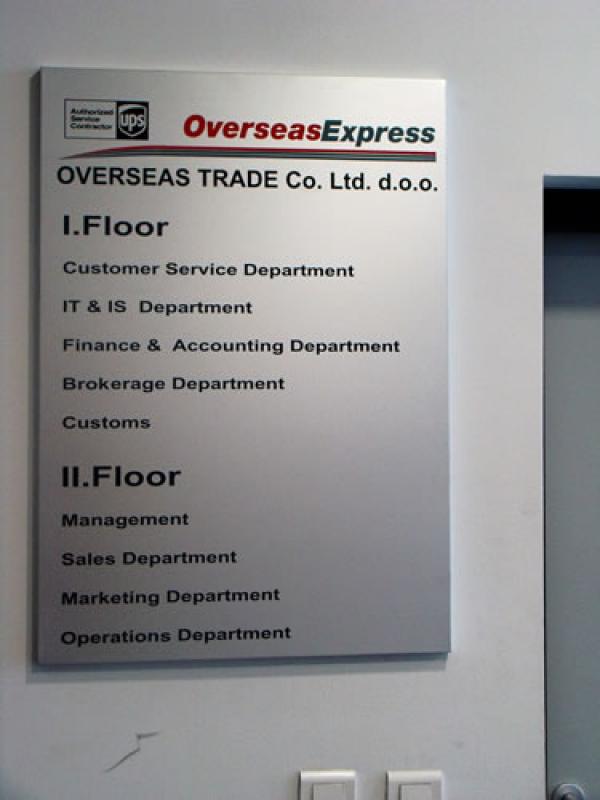 Authorized
Service
Contractor
ups
OverseasExpress
OVERSEAS TRADE Co. Ltd. d.o.o.
I.Floor
Customer Service Department
IT & IS Department
Finance & Accounting Department
Brokerage Department
Customs
II.Floor
Management
Sales Department
Marketing Department
Operations Department